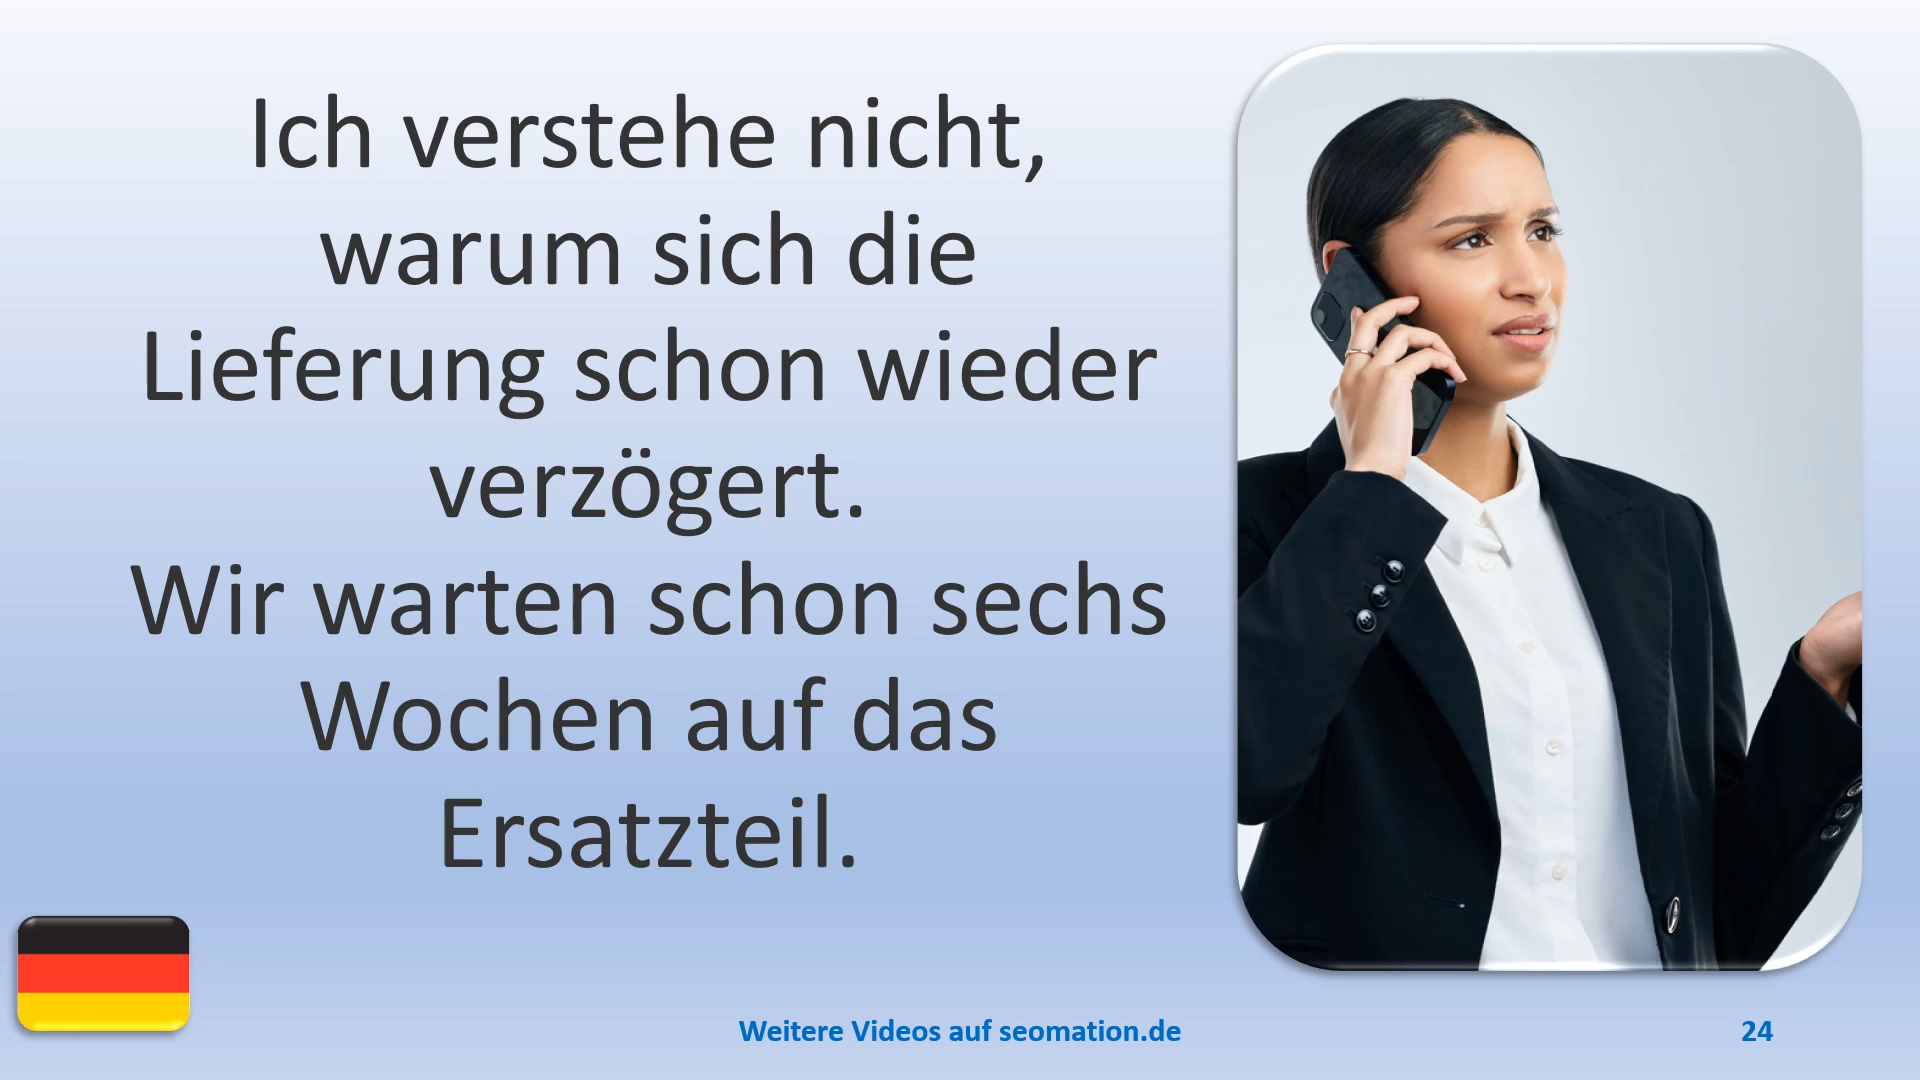 Ich verstehe nicht,
warum sich die
Lieferung schon wieder
verzögert.
Wir warten schon sechs
Wochen auf das
Ersatzteil.
Weitere Videos auf seomation.de
24